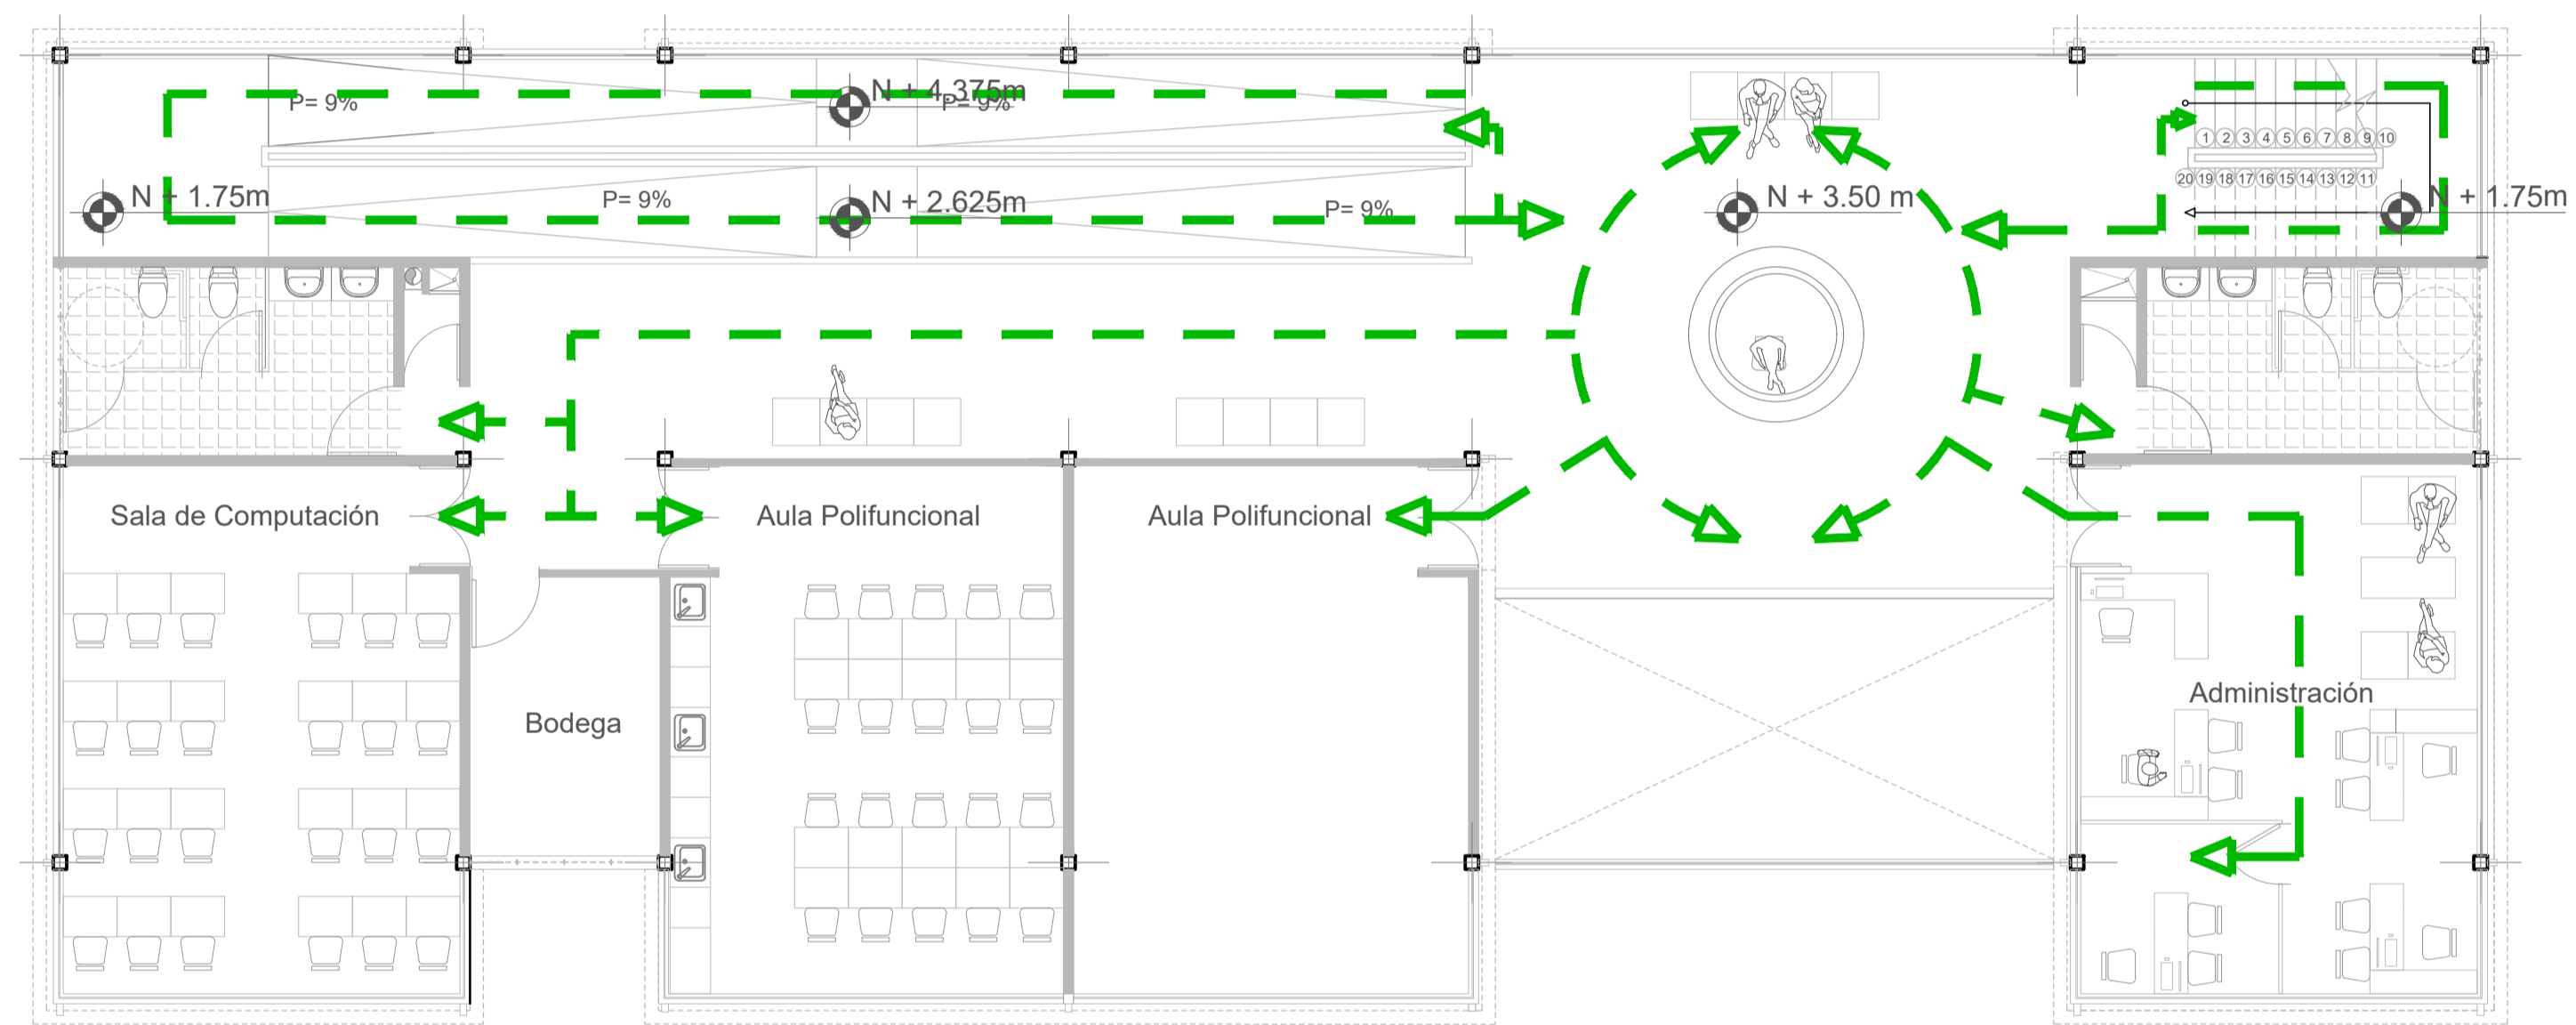 N + 4.375m
P= 9%
P= 9%
1 2 3 4 5 6 7 8 9 10
20 19 18 17 16 15 14 13 12 11
N + 1.75m
P= 9%
N + 2.625m
P= 9%
N + 3.50 m
N + 1.75m
Sala de Computación
Aula Polifuncional
Aula Polifuncional
Administración
Bodega